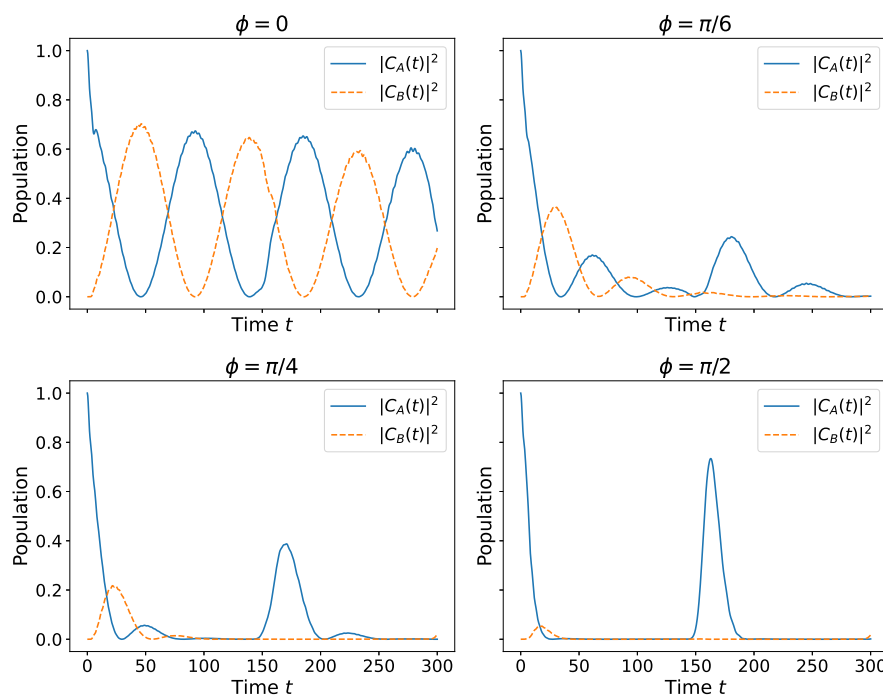 ϕ = 0
1.0
0.8
0.6
0.4
0.2
0.0
Population
|C_A(t)|²
|C_B(t)|²
Time t
ϕ = π/6
Population
|C_A(t)|²
|C_B(t)|²
Time t
ϕ = π/4
1.0
0.8
0.6
0.4
0.2
0.0
Population
|C_A(t)|²
|C_B(t)|²
0 50 100 150 200 250 300
Time t
ϕ = π/2
Population
|C_A(t)|²
|C_B(t)|²
0 50 100 150 200 250 300
Time t